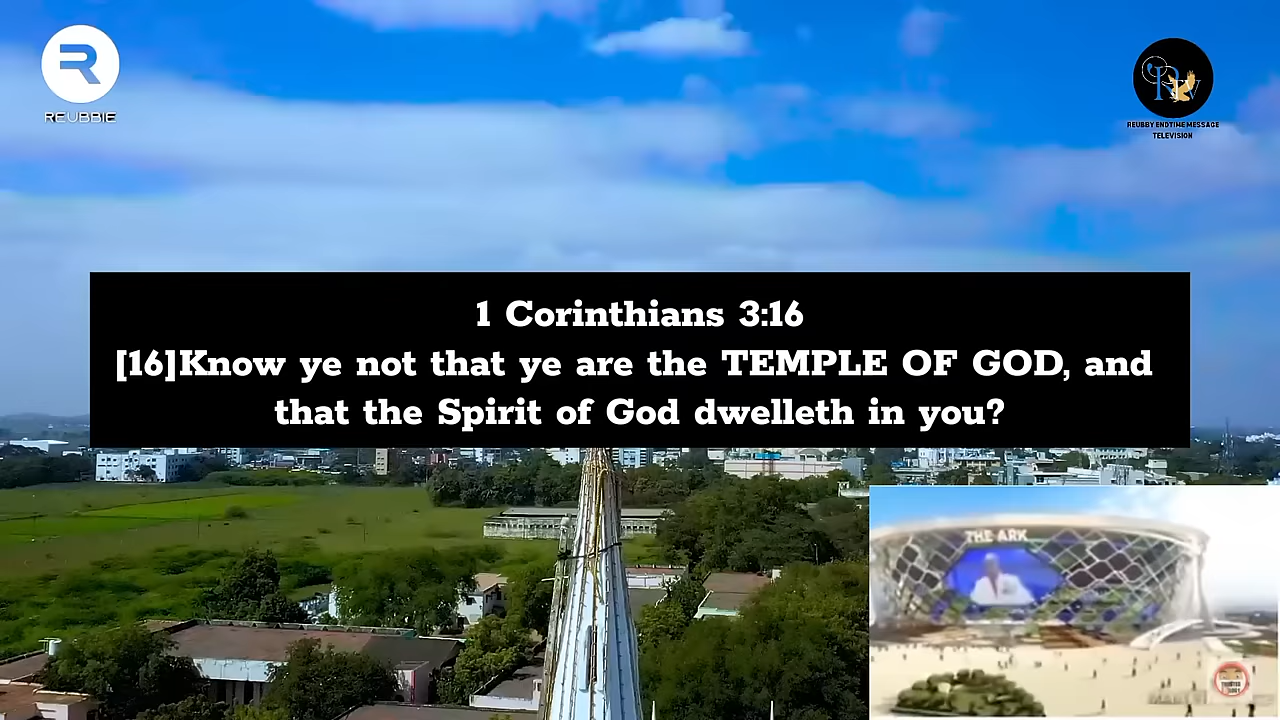 REUBBIE
REUBBY ENDTIME MESSAGE
TELEVISION
1 Corinthians 3:16
[16]Know ye not that ye are the TEMPLE OF GOD, and
that the Spirit of God dwelleth in you?
THE ARK